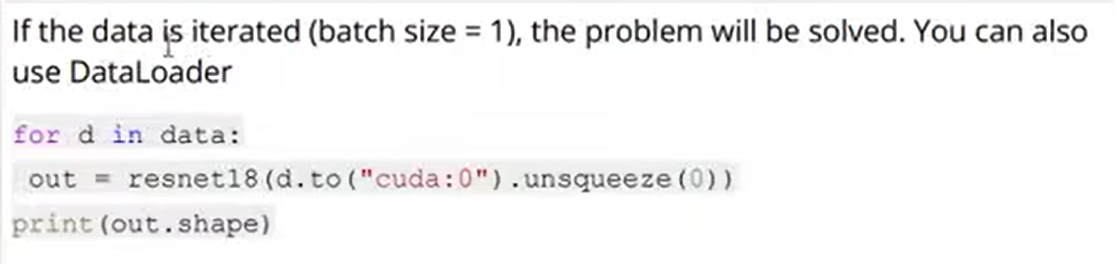 If the data is iterated (batch size = 1), the problem will be solved. You can also
use DataLoader
for d in data:
 out = resnet18(d.to("cuda:0").unsqueeze(0))
print(out.shape)